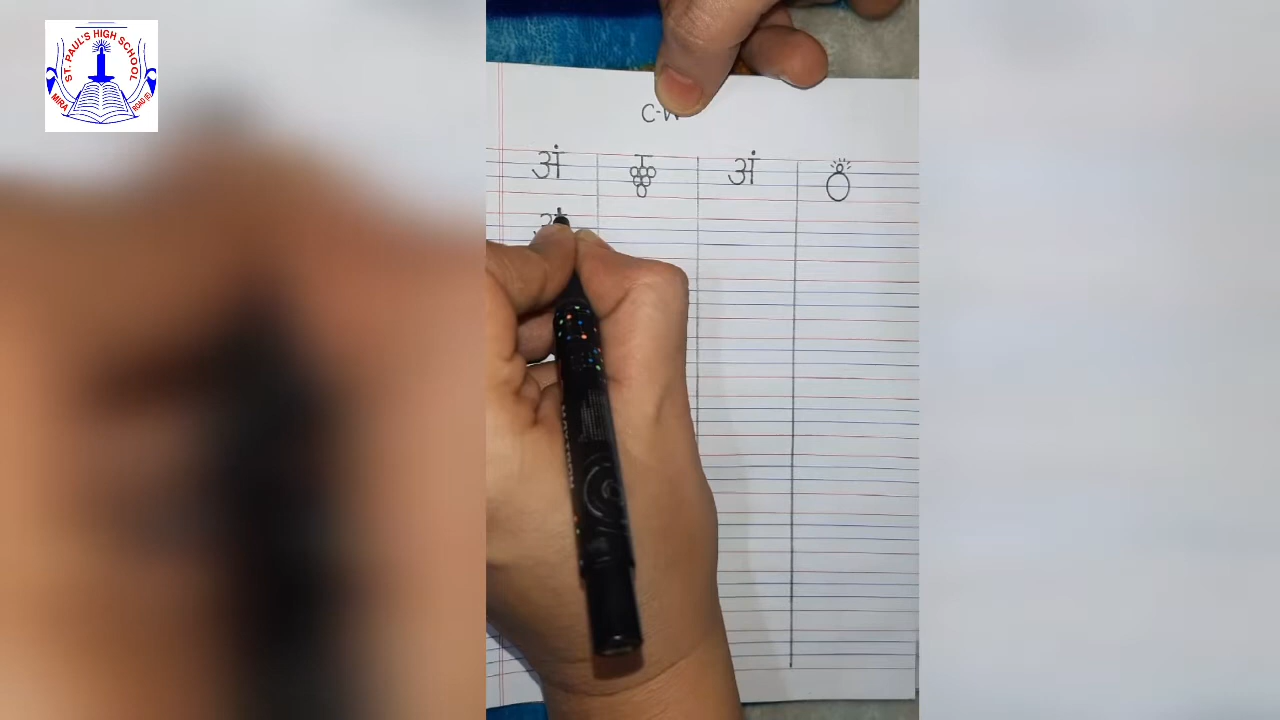 ST. PAUL'S HIGH SCHOOL
MIRA ROAD (E)
C-W
अं अं